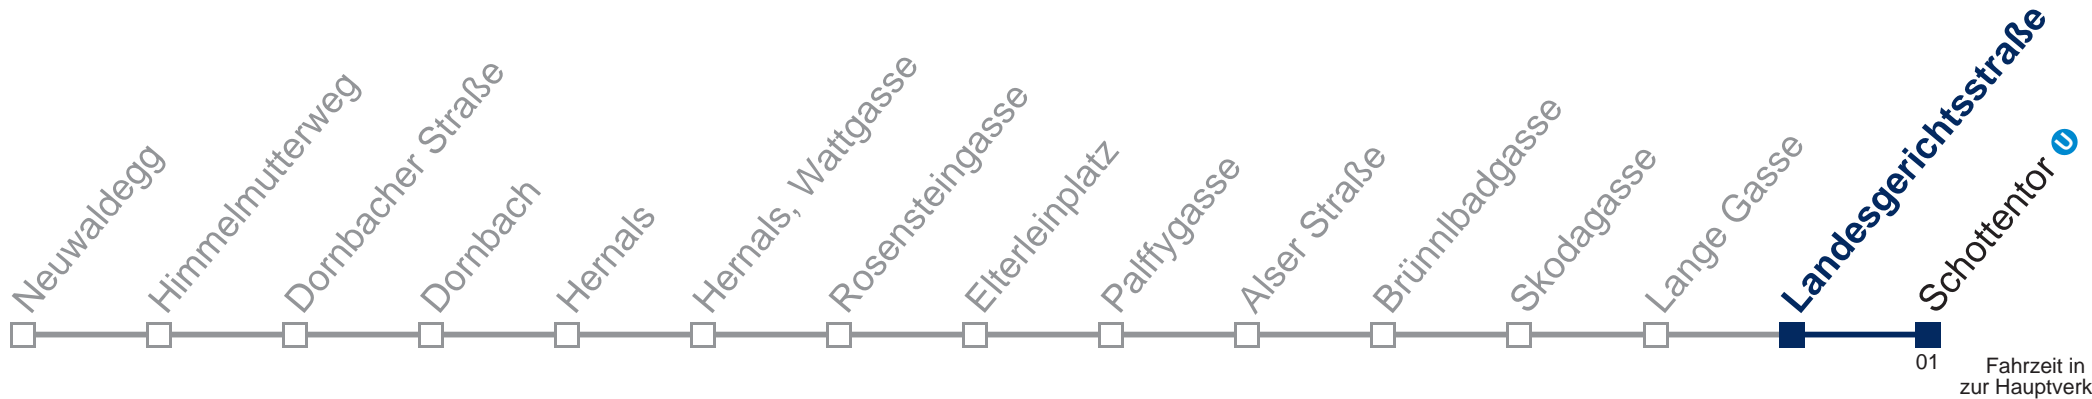 Neuwaldegg
Himmelmutterweg
Dornbacher Straße
Dornbach
Hernals
Hernals, Wattgasse
Rosensteingasse
Elterleinplatz
Palffygasse
Alser Straße
Brünnlbadgasse
Skodagasse
Lange Gasse
Landesgerichtsstraße
Schottentor U
01
Fahrzeit in
zur Hauptverk